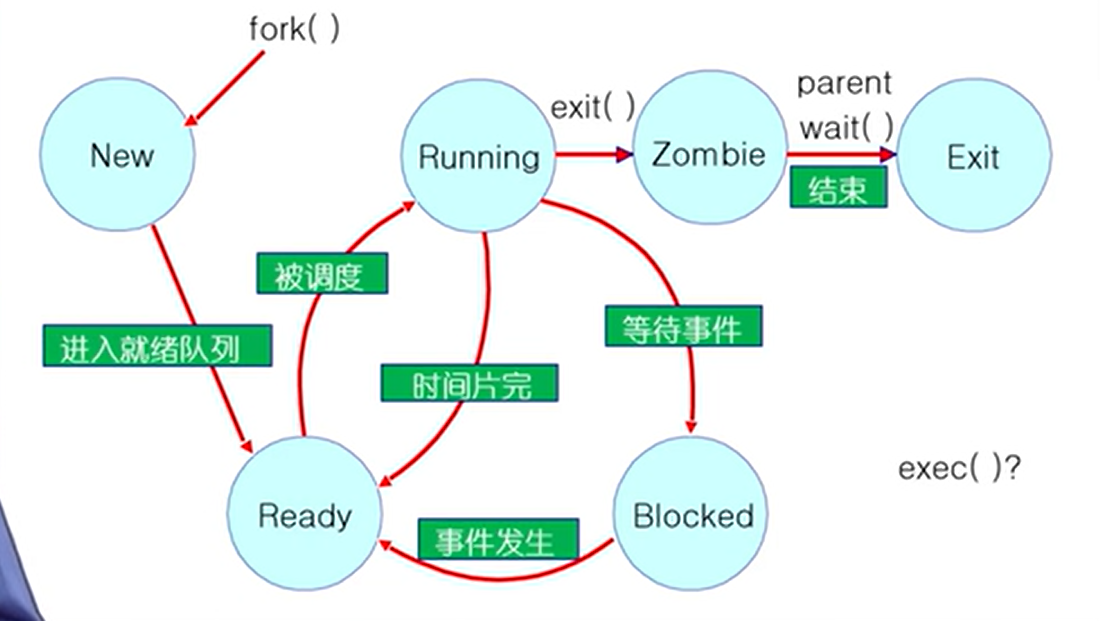 fork( )
New
Running
exit( )
Zombie
parent
wait( )
结束
Exit
被调度
进入就绪队列
时间片完
等待事件
Ready
事件发生
Blocked
exec( )?